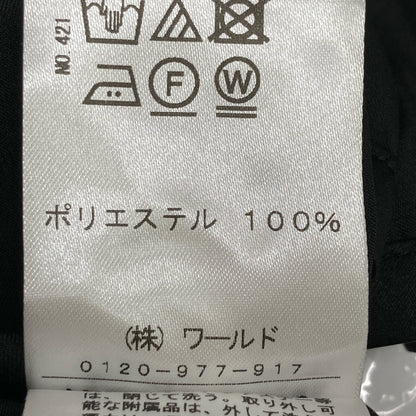 NO.421
F
W
ポリエステル 100%
(株) ワールド
0120-977-917
は、閉じて洗う。取り外し可
能な附属品は、外して洗